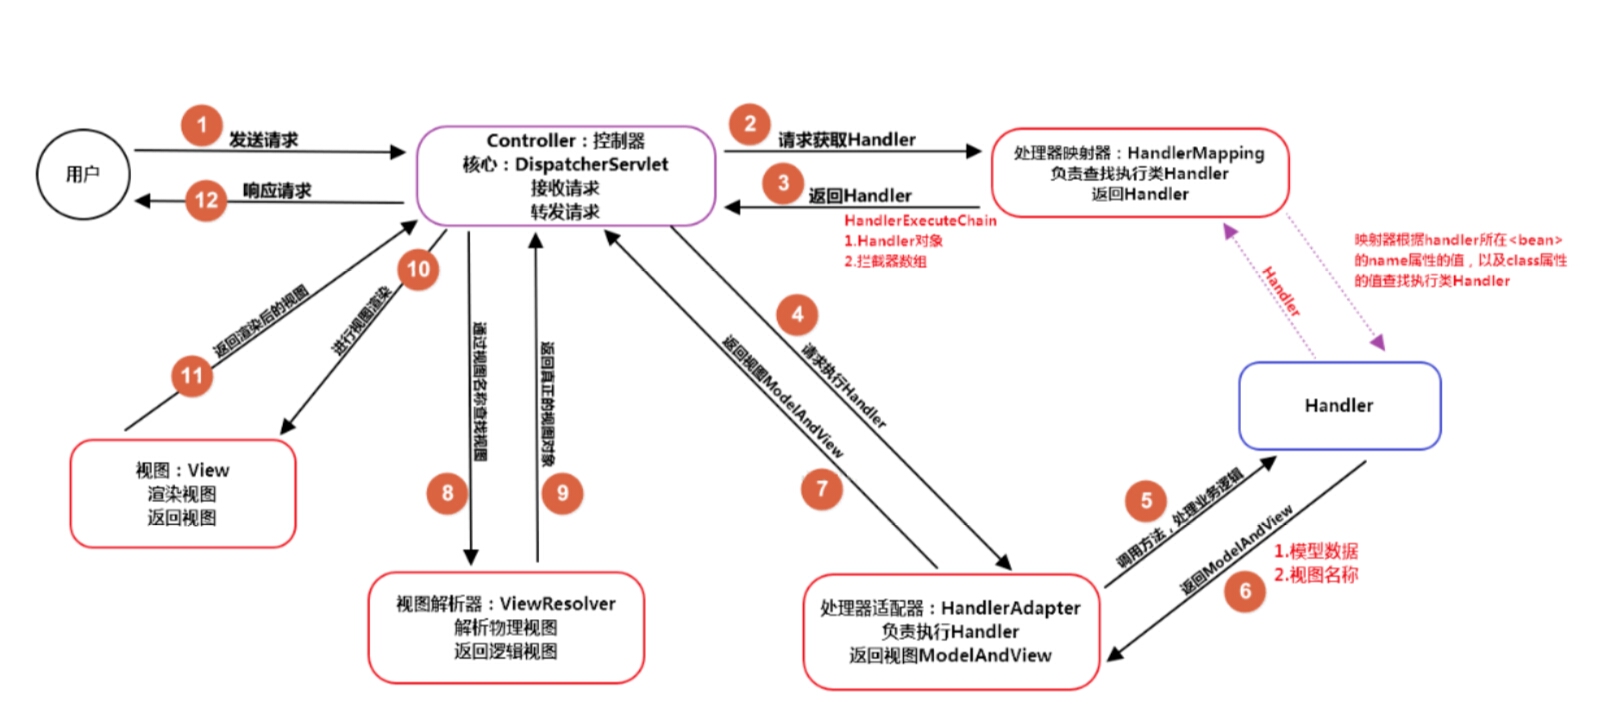 用户
1
发送请求
12
响应请求
Controller：控制器
核心：DispatcherServlet
接收请求
转发请求
2
请求获取Handler
3
返回Handler
HandlerExecuteChain
1.Handler对象
2.拦截器数组
处理器映射器：HandlerMapping
负责查找执行类Handler
返回Handler
映射器根据handler所在<bean>
的name属性的值，以及class属性
的值查找执行类Handler
Handler
Handler
4
请求执行Handler
5
调用方法，处理业务逻辑
6
返回ModelAndView
1.模型数据
2.视图名称
处理器适配器：HandlerAdapter
负责执行Handler
返回视图ModelAndView
7
返回视图ModelAndView
8
通过视图名称查找视图
9
返回真正的视图对象
视图解析器：ViewResolver
解析物理视图
返回逻辑视图
10
进行视图渲染
11
返回渲染后的视图
视图：View
渲染视图
返回视图